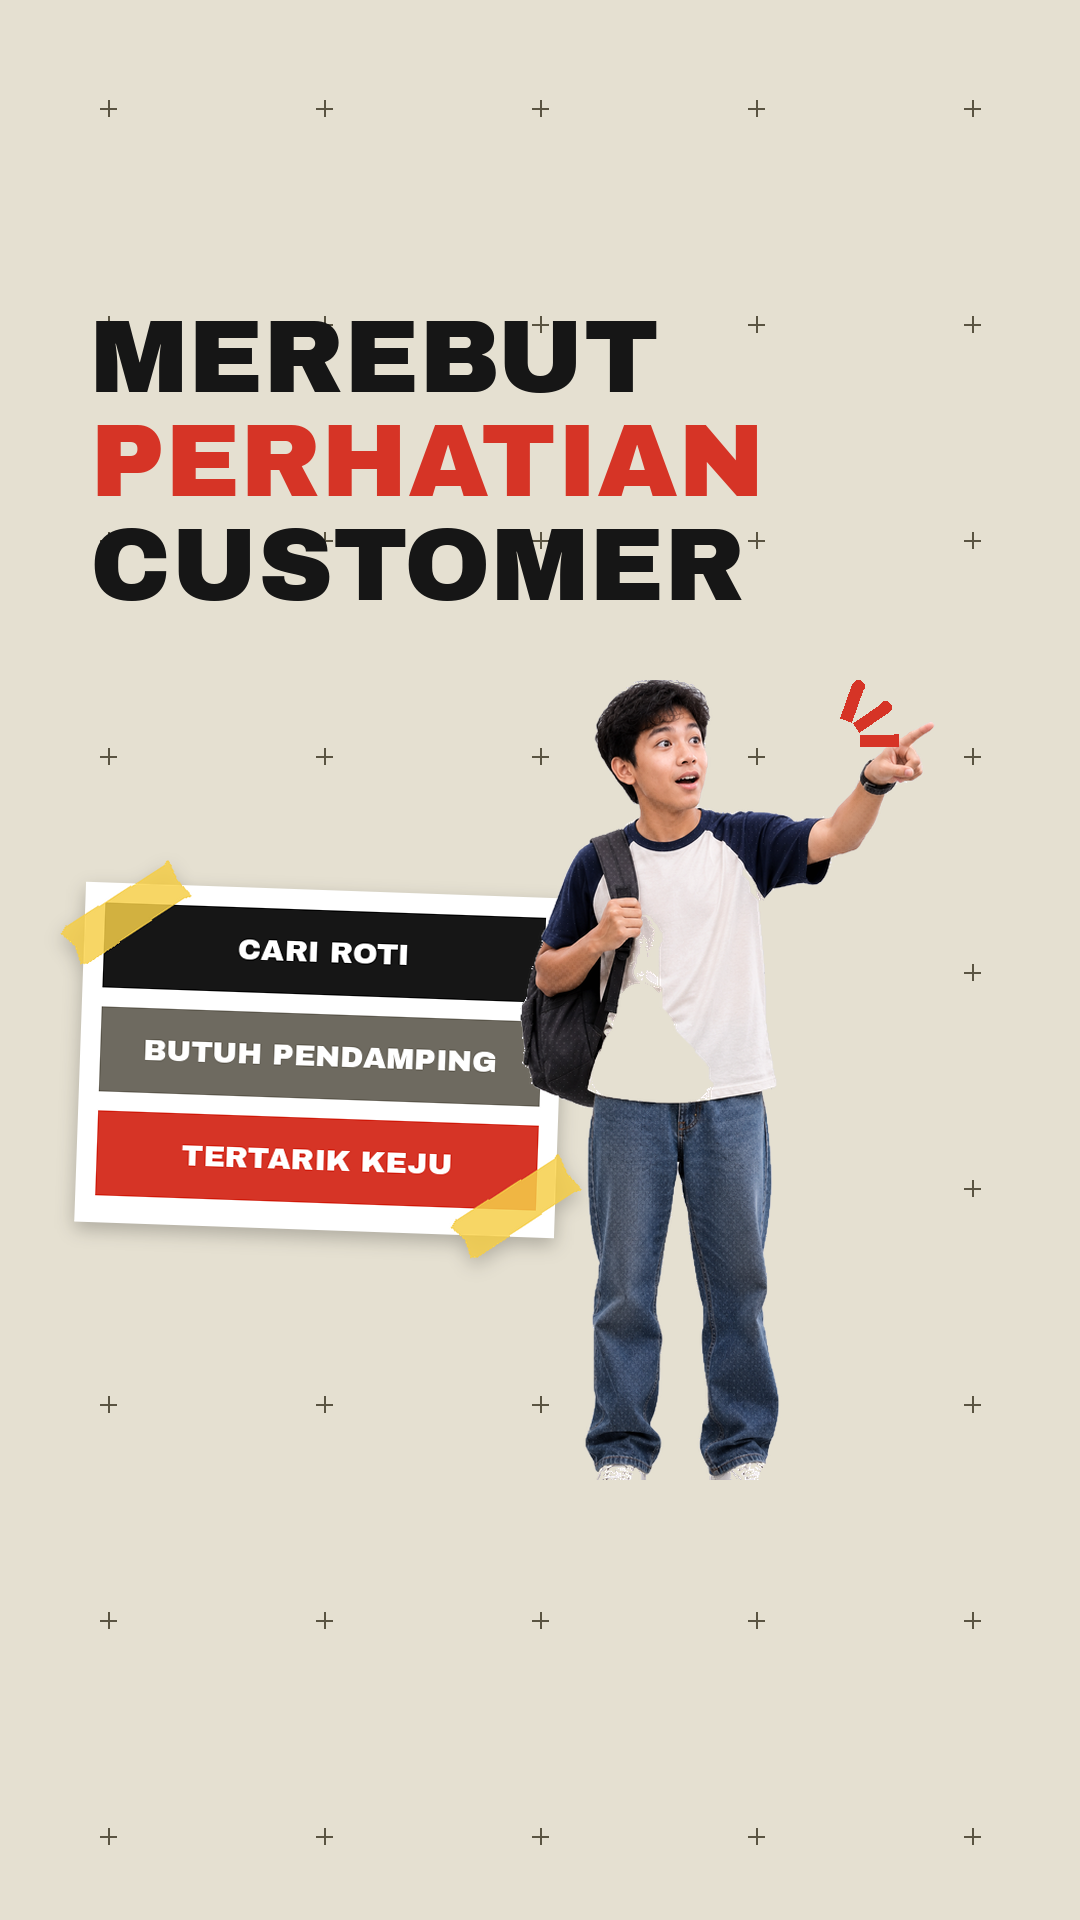 MEREBUT
PERHATIAN
CUSTOMER
CARI ROTI
BUTUH PENDAMPING
TERTARIK KEJU